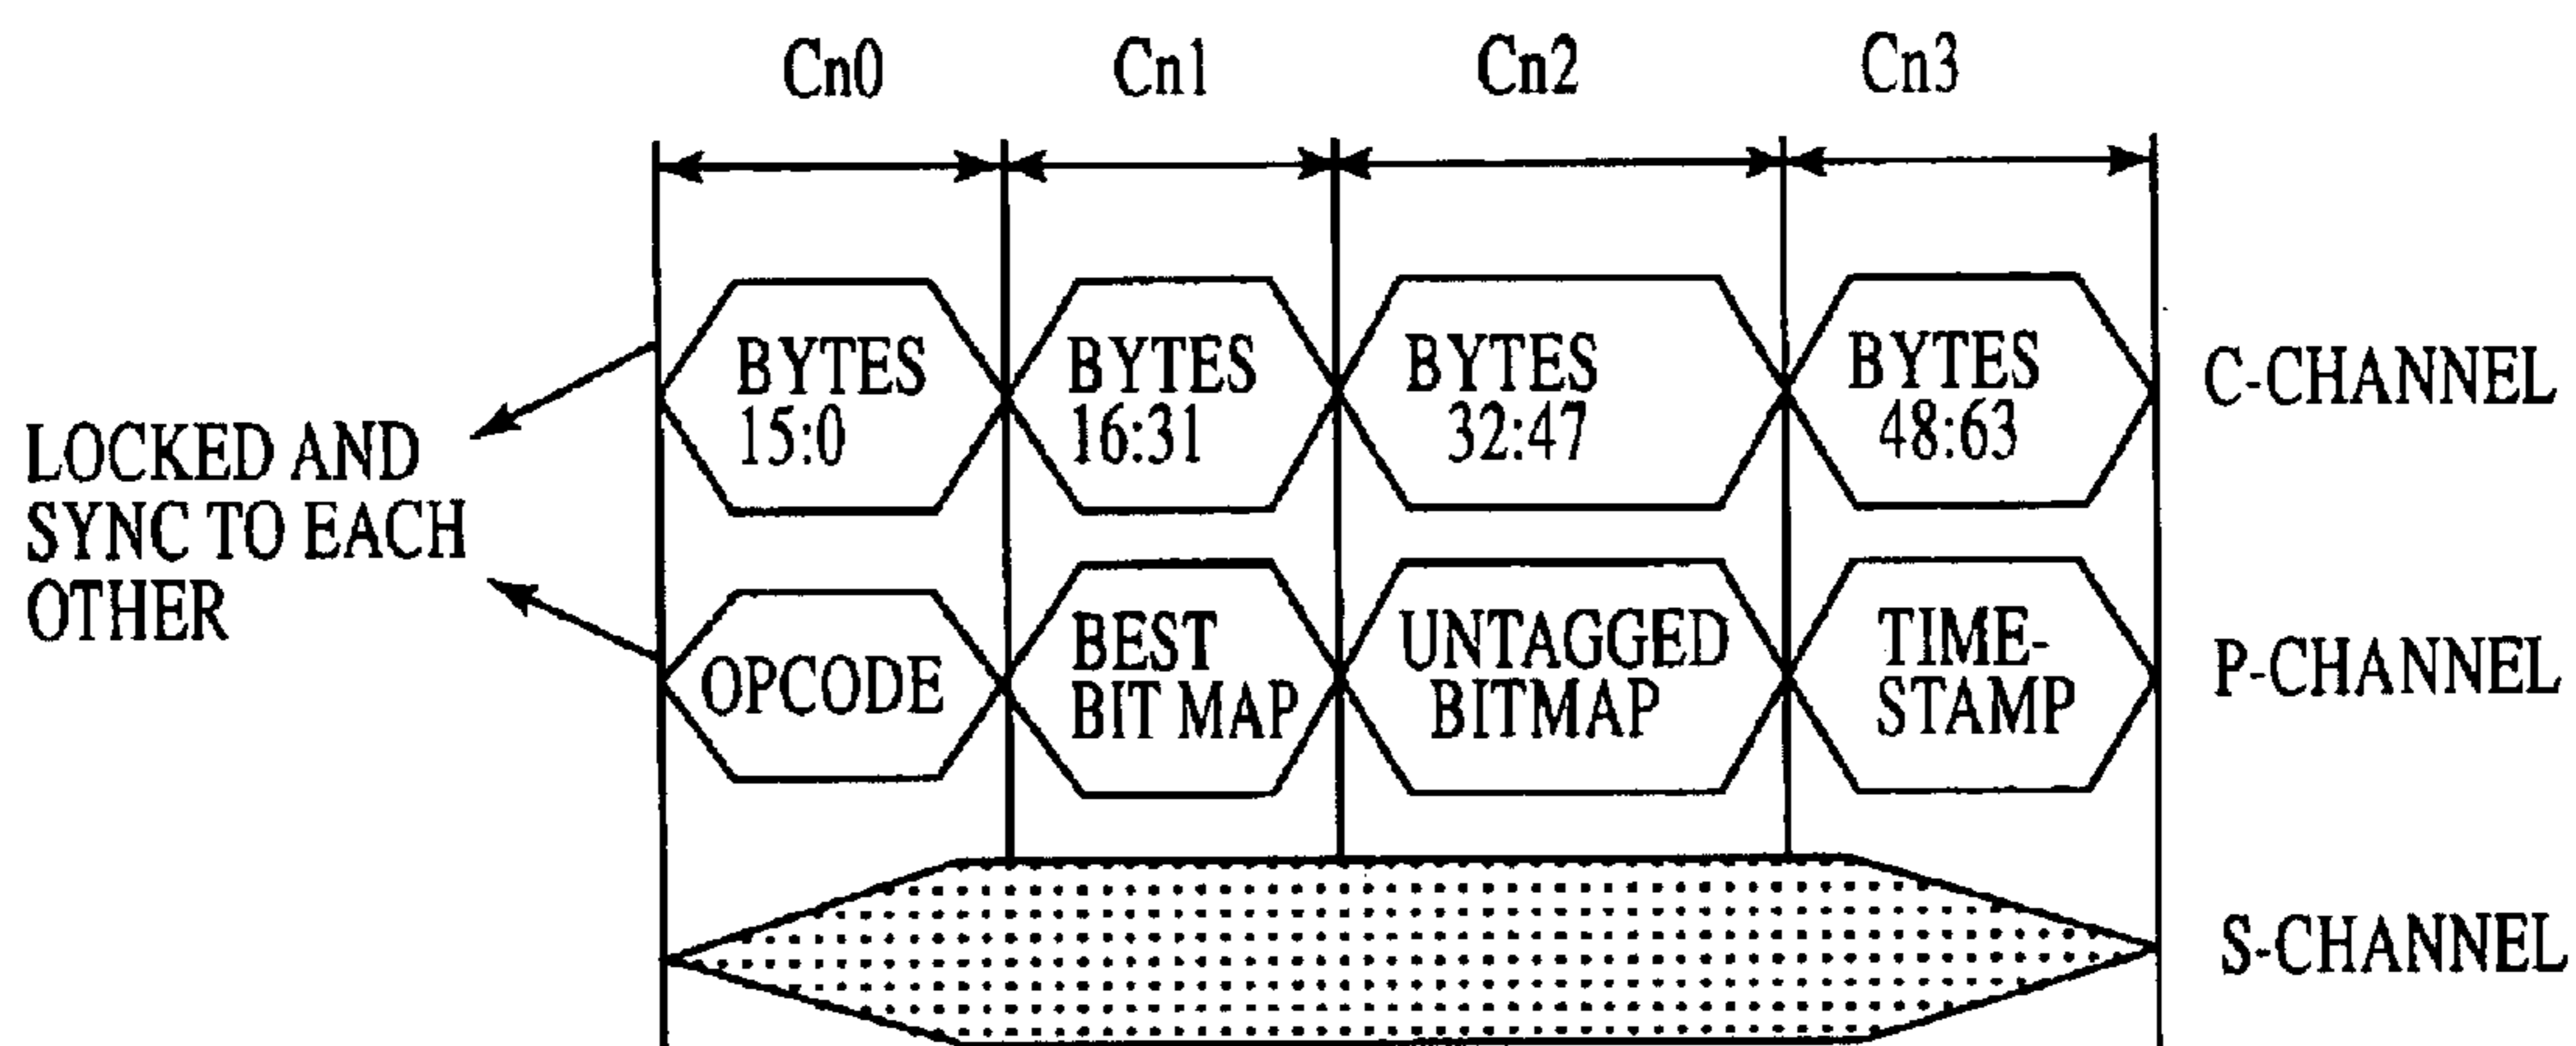 Cn0 Cn1 Cn2 Cn3
BYTES
15:0
BYTES
16:31
BYTES
32:47
BYTES
48:63
C-CHANNEL
LOCKED AND
SYNC TO EACH
OTHER
OPCODE
BEST
BIT MAP
UNTAGGED
BITMAP
TIME-
STAMP
P-CHANNEL
S-CHANNEL